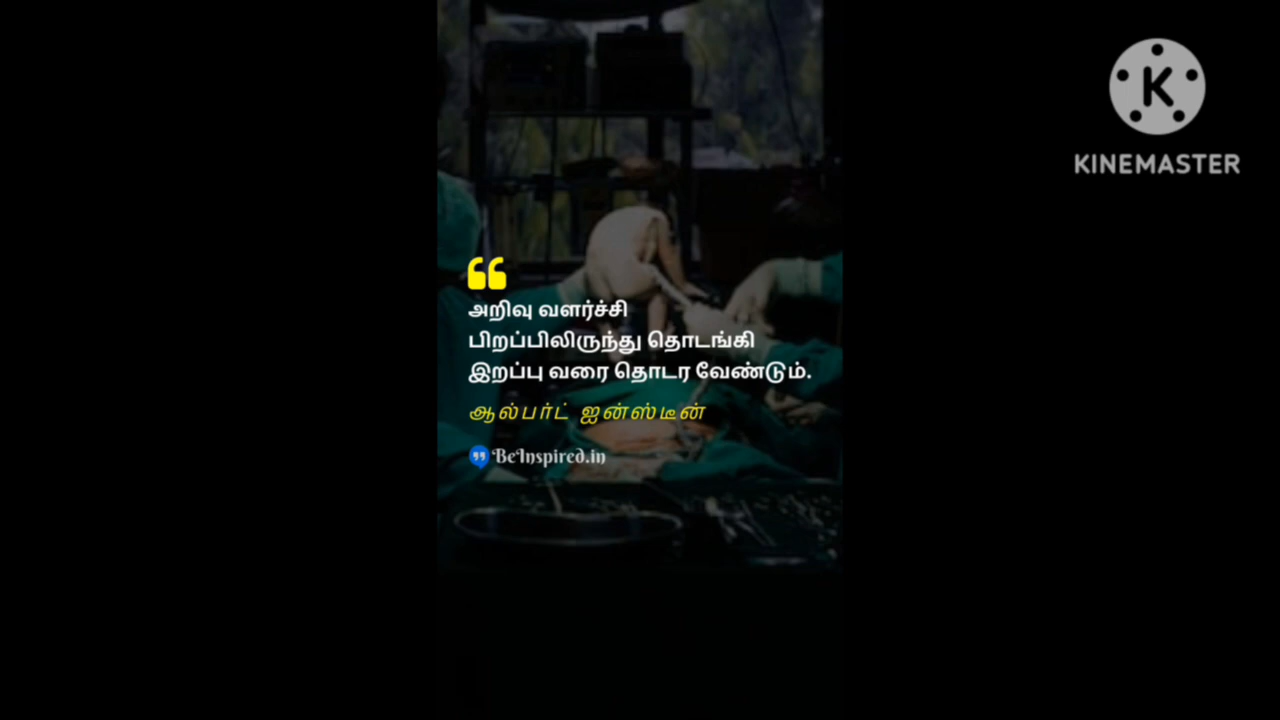 அறிவு வளர்ச்சி
பிறப்பிலிருந்து தொடங்கி
இறப்பு வரை தொடர வேண்டும்.
ஆல்பர்ட் ஐன்ஸ்டீன்
BeInspired.in
K
KINEMASTER